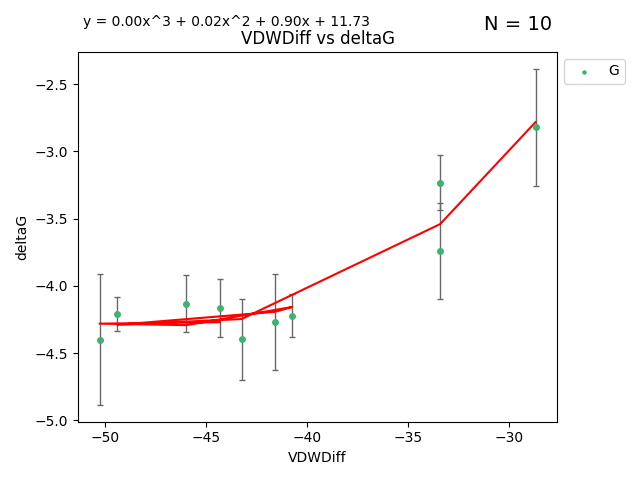 y = 0.00x^3 + 0.02x^2 + 0.90x + 11.73
N = 10
VDWDiff vs deltaG
G
−2.5
−3.0
−3.5
−4.0
−4.5
−5.0
deltaG
−50 −45 −40 −35 −30
VDWDiff